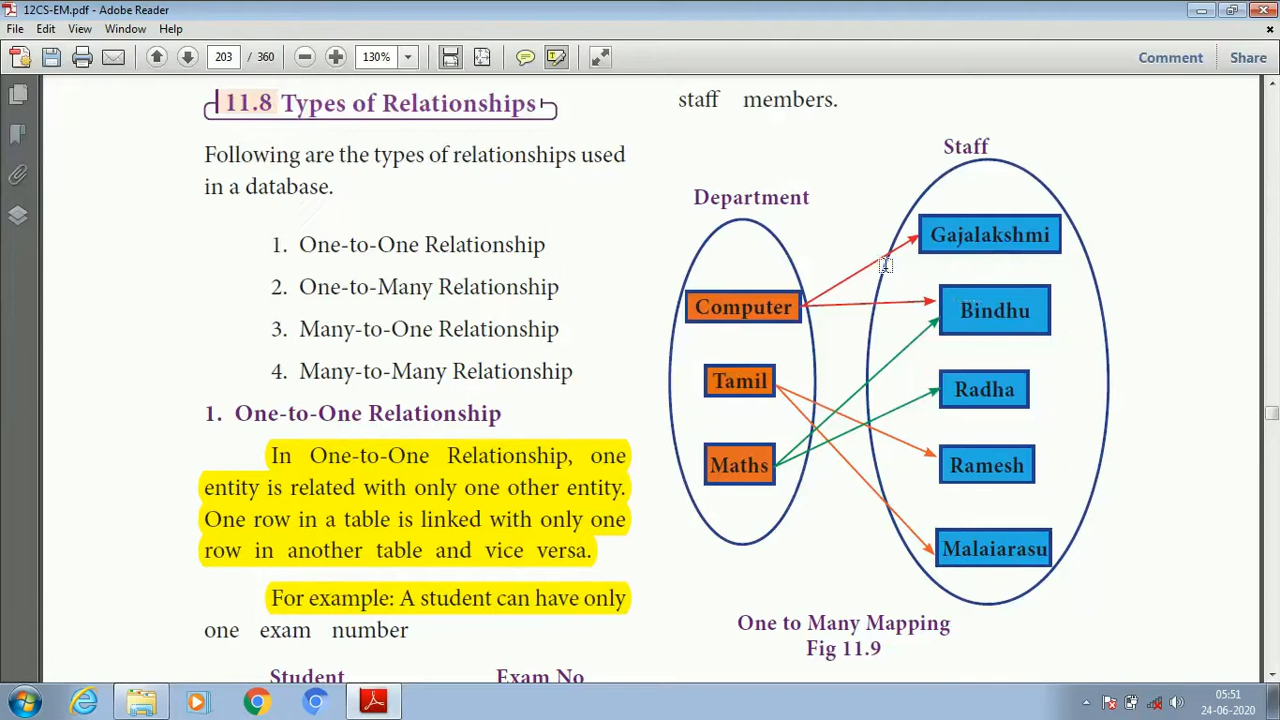 12CS-EM.pdf - Adobe Reader
File Edit View Window Help
203 / 360 130% Comment Share
11.8 Types of Relationships
Following are the types of relationships used
in a database.
1. One-to-One Relationship
2. One-to-Many Relationship
3. Many-to-One Relationship
4. Many-to-Many Relationship
1. One-to-One Relationship
In One-to-One Relationship, one
entity is related with only one other entity.
One row in a table is linked with only one
row in another table and vice versa.
For example: A student can have only
one exam number
Student Exam No
staff members.
Staff
Department
Gajalakshmi
Computer
Bindhu
Tamil
Radha
Maths
Ramesh
Malaiarasu
One to Many Mapping
Fig 11.9
05:51
24-06-2020